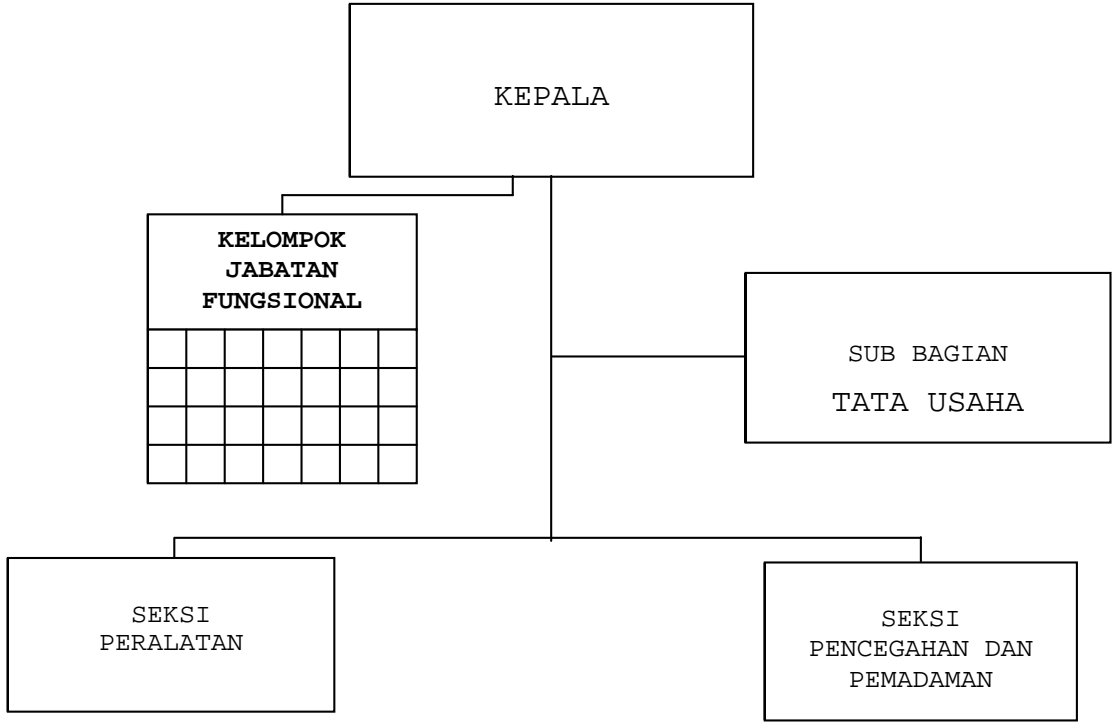 KEPALA
KELOMPOK
JABATAN
FUNGSIONAL
SUB BAGIAN
TATA USAHA
SEKSI
PERALATAN
SEKSI
PENCEGAHAN DAN
PEMADAMAN